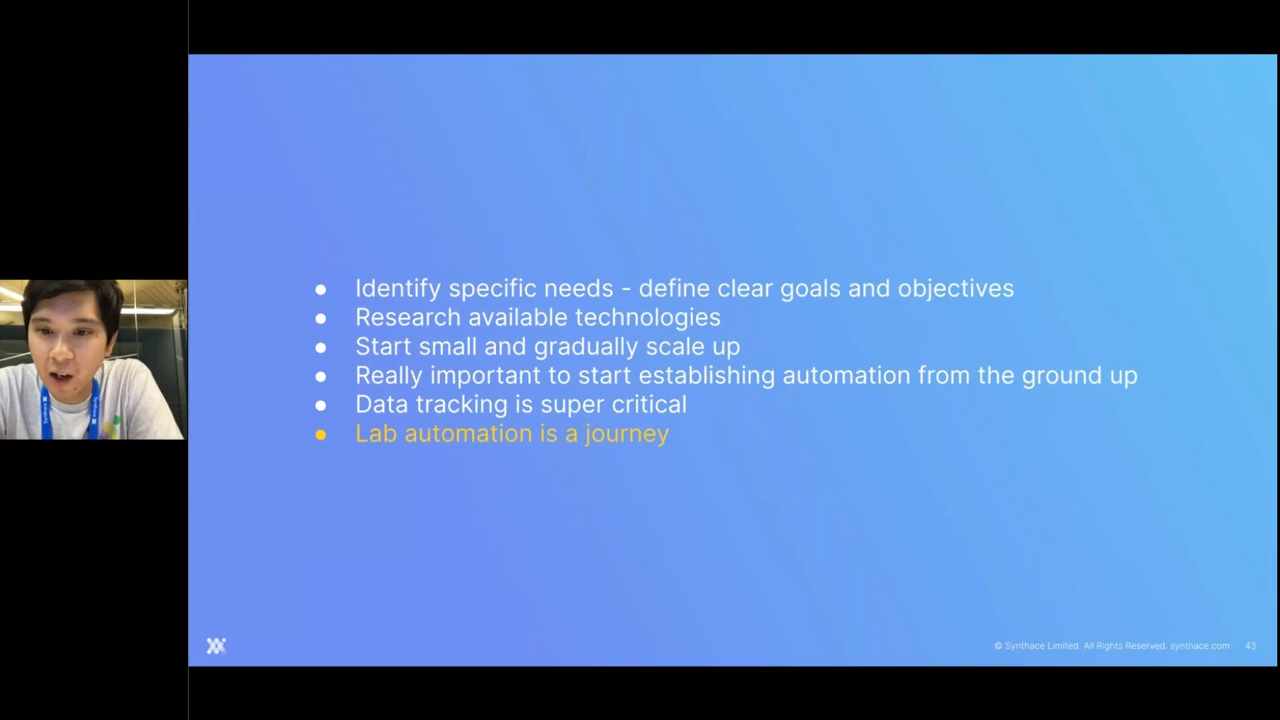 ● Identify specific needs - define clear goals and objectives
● Research available technologies
● Start small and gradually scale up
● Really important to start establishing automation from the ground up
● Data tracking is super critical
● Lab automation is a journey
© Synthace Limited. All Rights Reserved. synthace.com 43